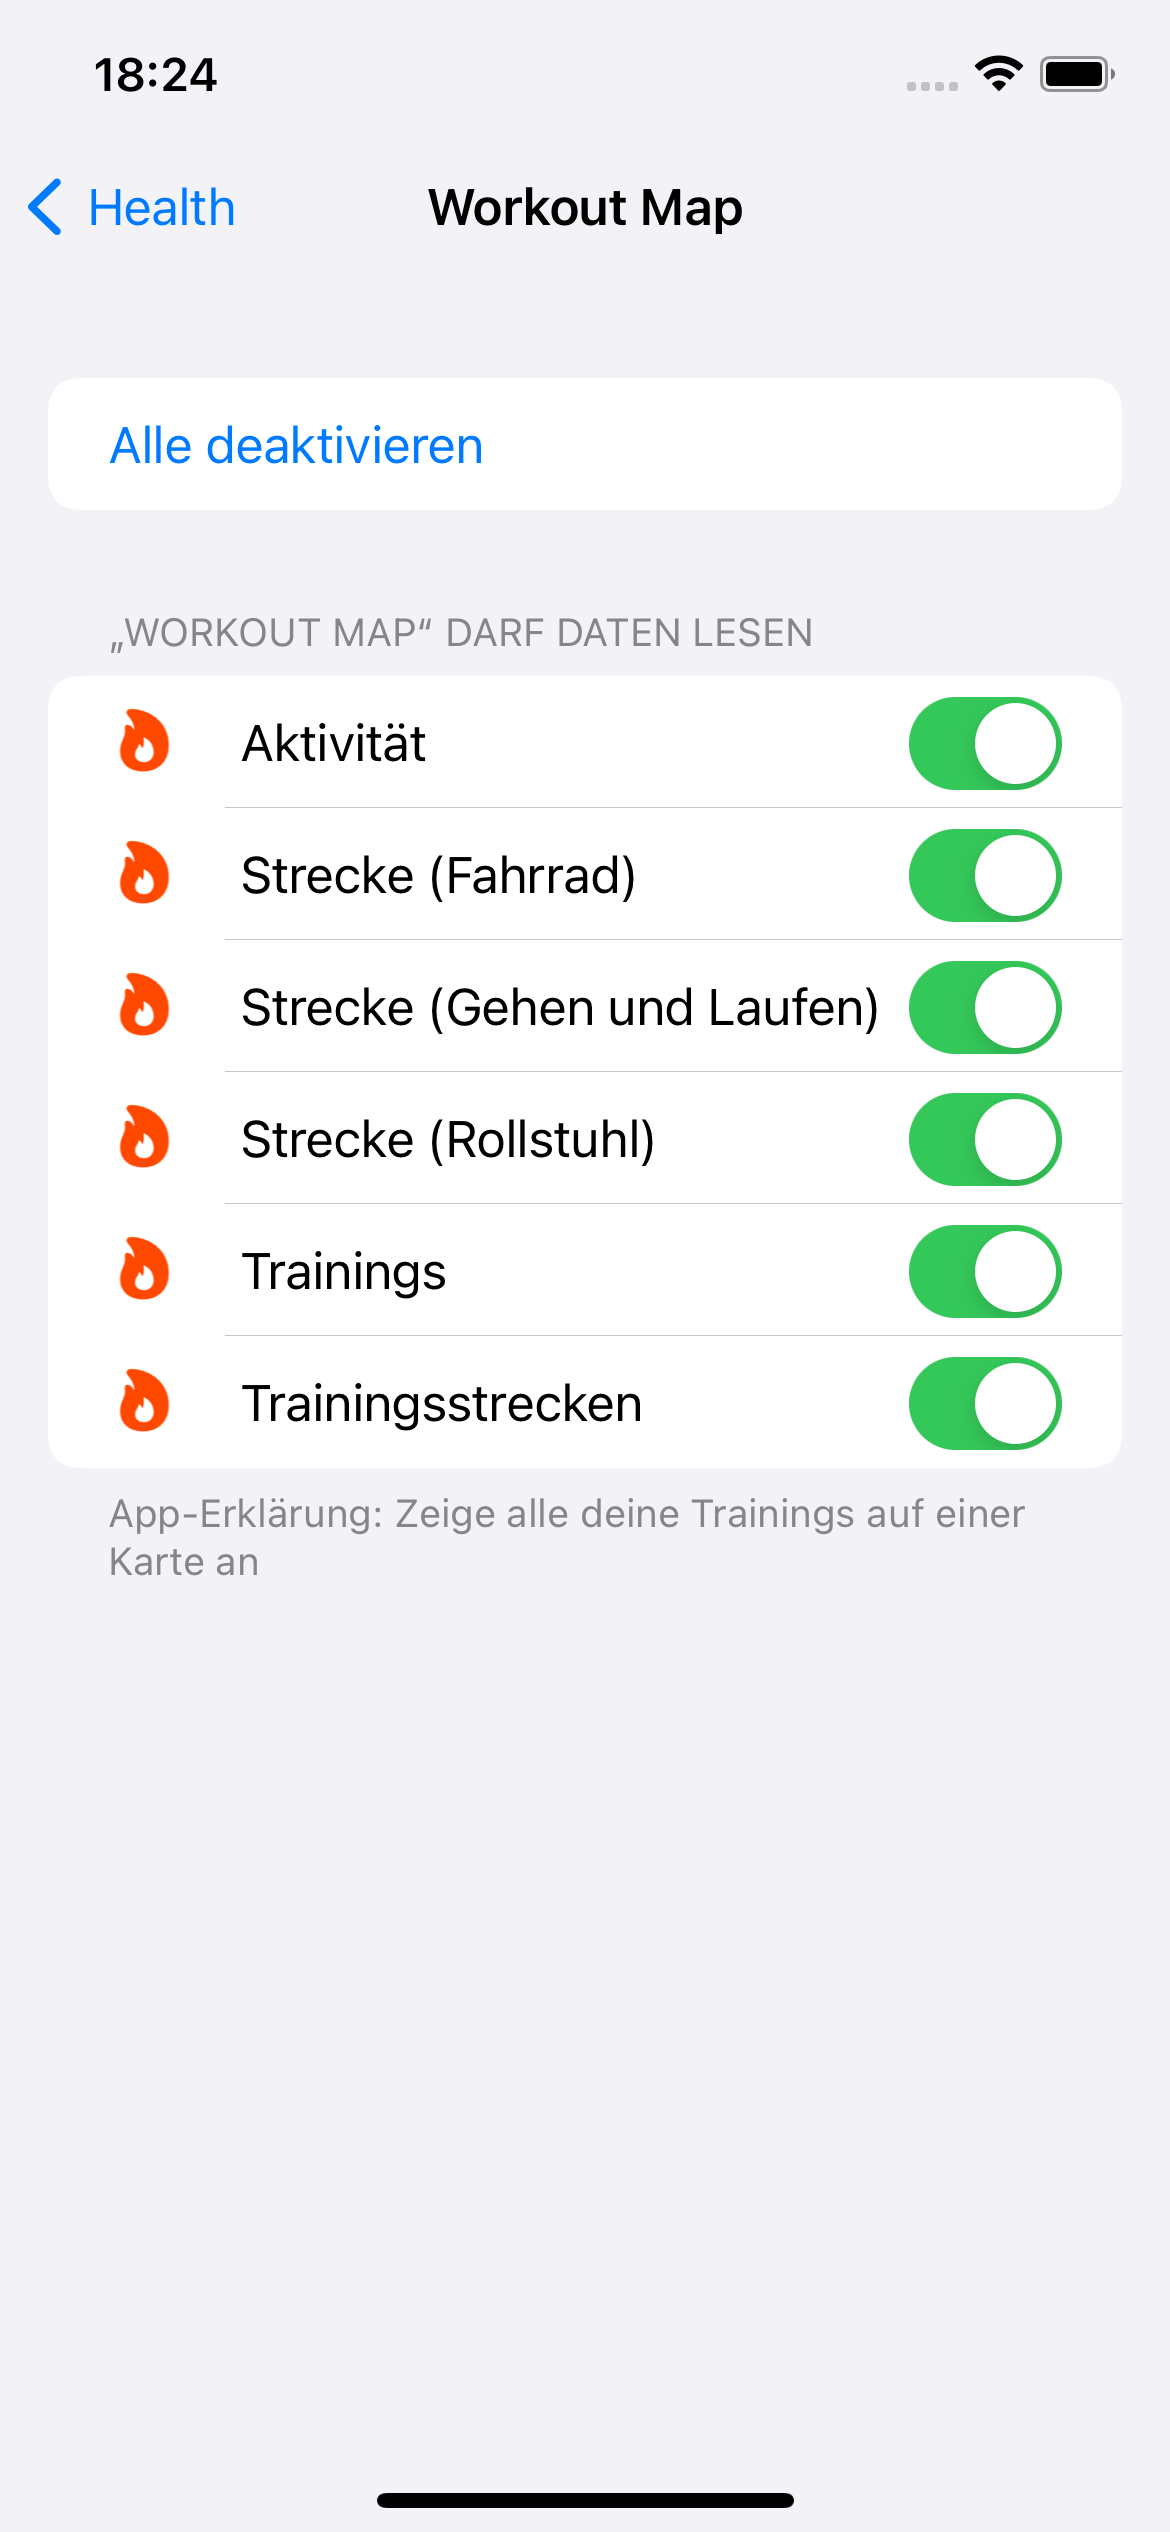 18:24
Health
Workout Map
Alle deaktivieren
„WORKOUT MAP“ DARF DATEN LESEN
Aktivität
Strecke (Fahrrad)
Strecke (Gehen und Laufen)
Strecke (Rollstuhl)
Trainings
Trainingsstrecken
App-Erklärung: Zeige alle deine Trainings auf einer
Karte an